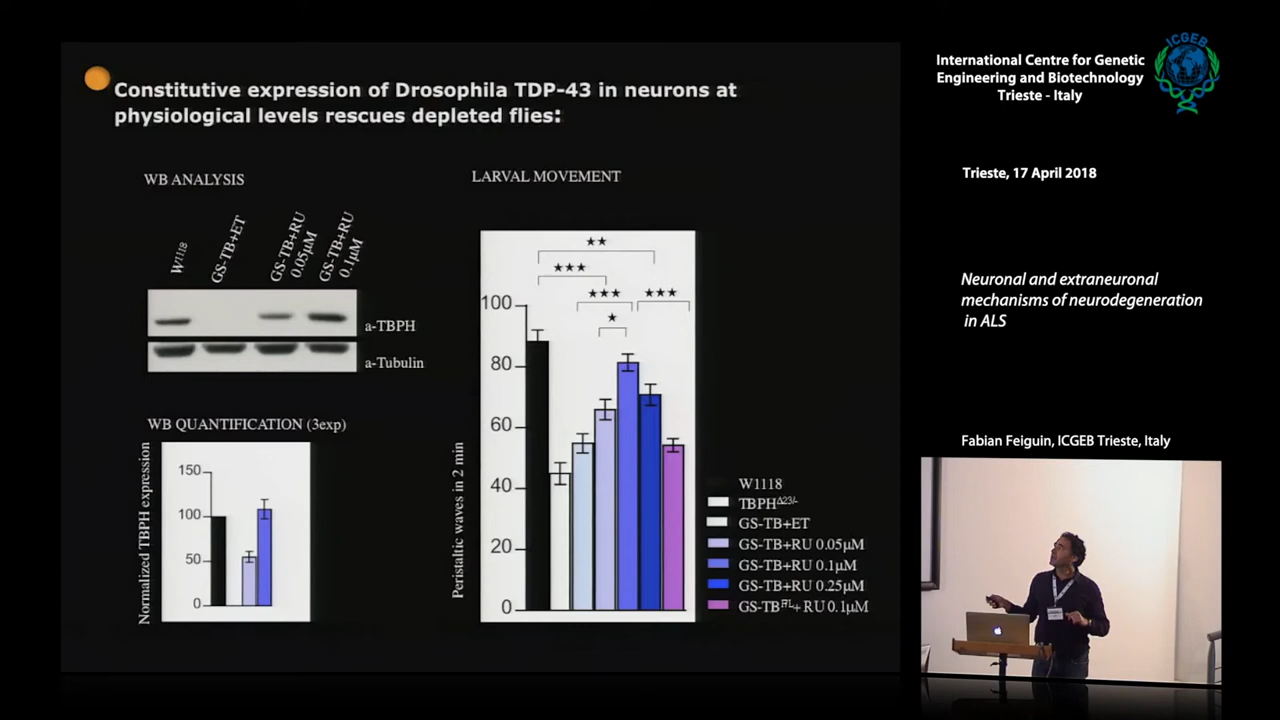 Constitutive expression of Drosophila TDP-43 in neurons at
physiological levels rescues depleted flies:
WB ANALYSIS
W1118
GS-TB+ET
GS-TB+RU
0.05µM
GS-TB+RU
0.1µM
a-TBPH
a-Tubulin
WB QUANTIFICATION (3exp)
Normalized TBPH expression
150
100
50
0
LARVAL MOVEMENT
Peristaltic waves in 2 min
★★
★★★
★★★
★★★
★
100
80
60
40
20
0
W1118
TBPHΔ23/-
GS-TB+ET
GS-TB+RU 0.05µM
GS-TB+RU 0.1µM
GS-TB+RU 0.25µM
GS-TBFFL+ RU 0.1µM
International Centre for Genetic
Engineering and Biotechnology
Trieste - Italy
ICGEB
Trieste, 17 April 2018
Neuronal and extraneuronal
mechanisms of neurodegeneration
in ALS
Fabian Feiguin, ICGEB Trieste, Italy